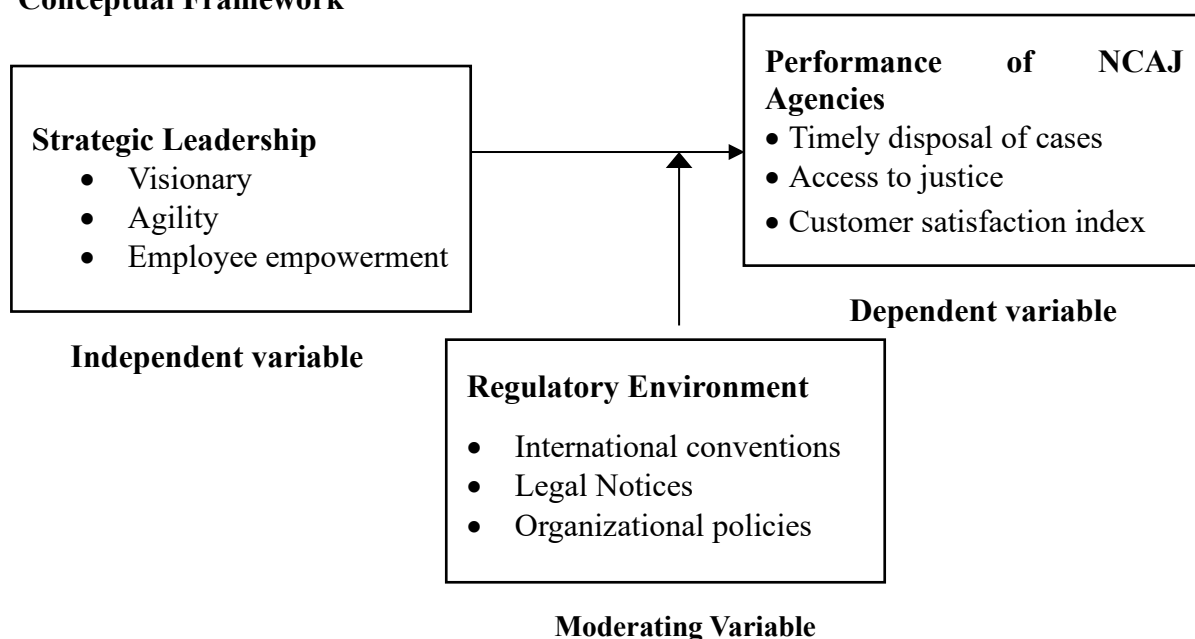 Conceptual Framework
Strategic Leadership
• Visionary
• Agility
• Employee empowerment
Independent variable
Performance of NCAJ
Agencies
• Timely disposal of cases
• Access to justice
• Customer satisfaction index
Dependent variable
Regulatory Environment
• International conventions
• Legal Notices
• Organizational policies
Moderating Variable